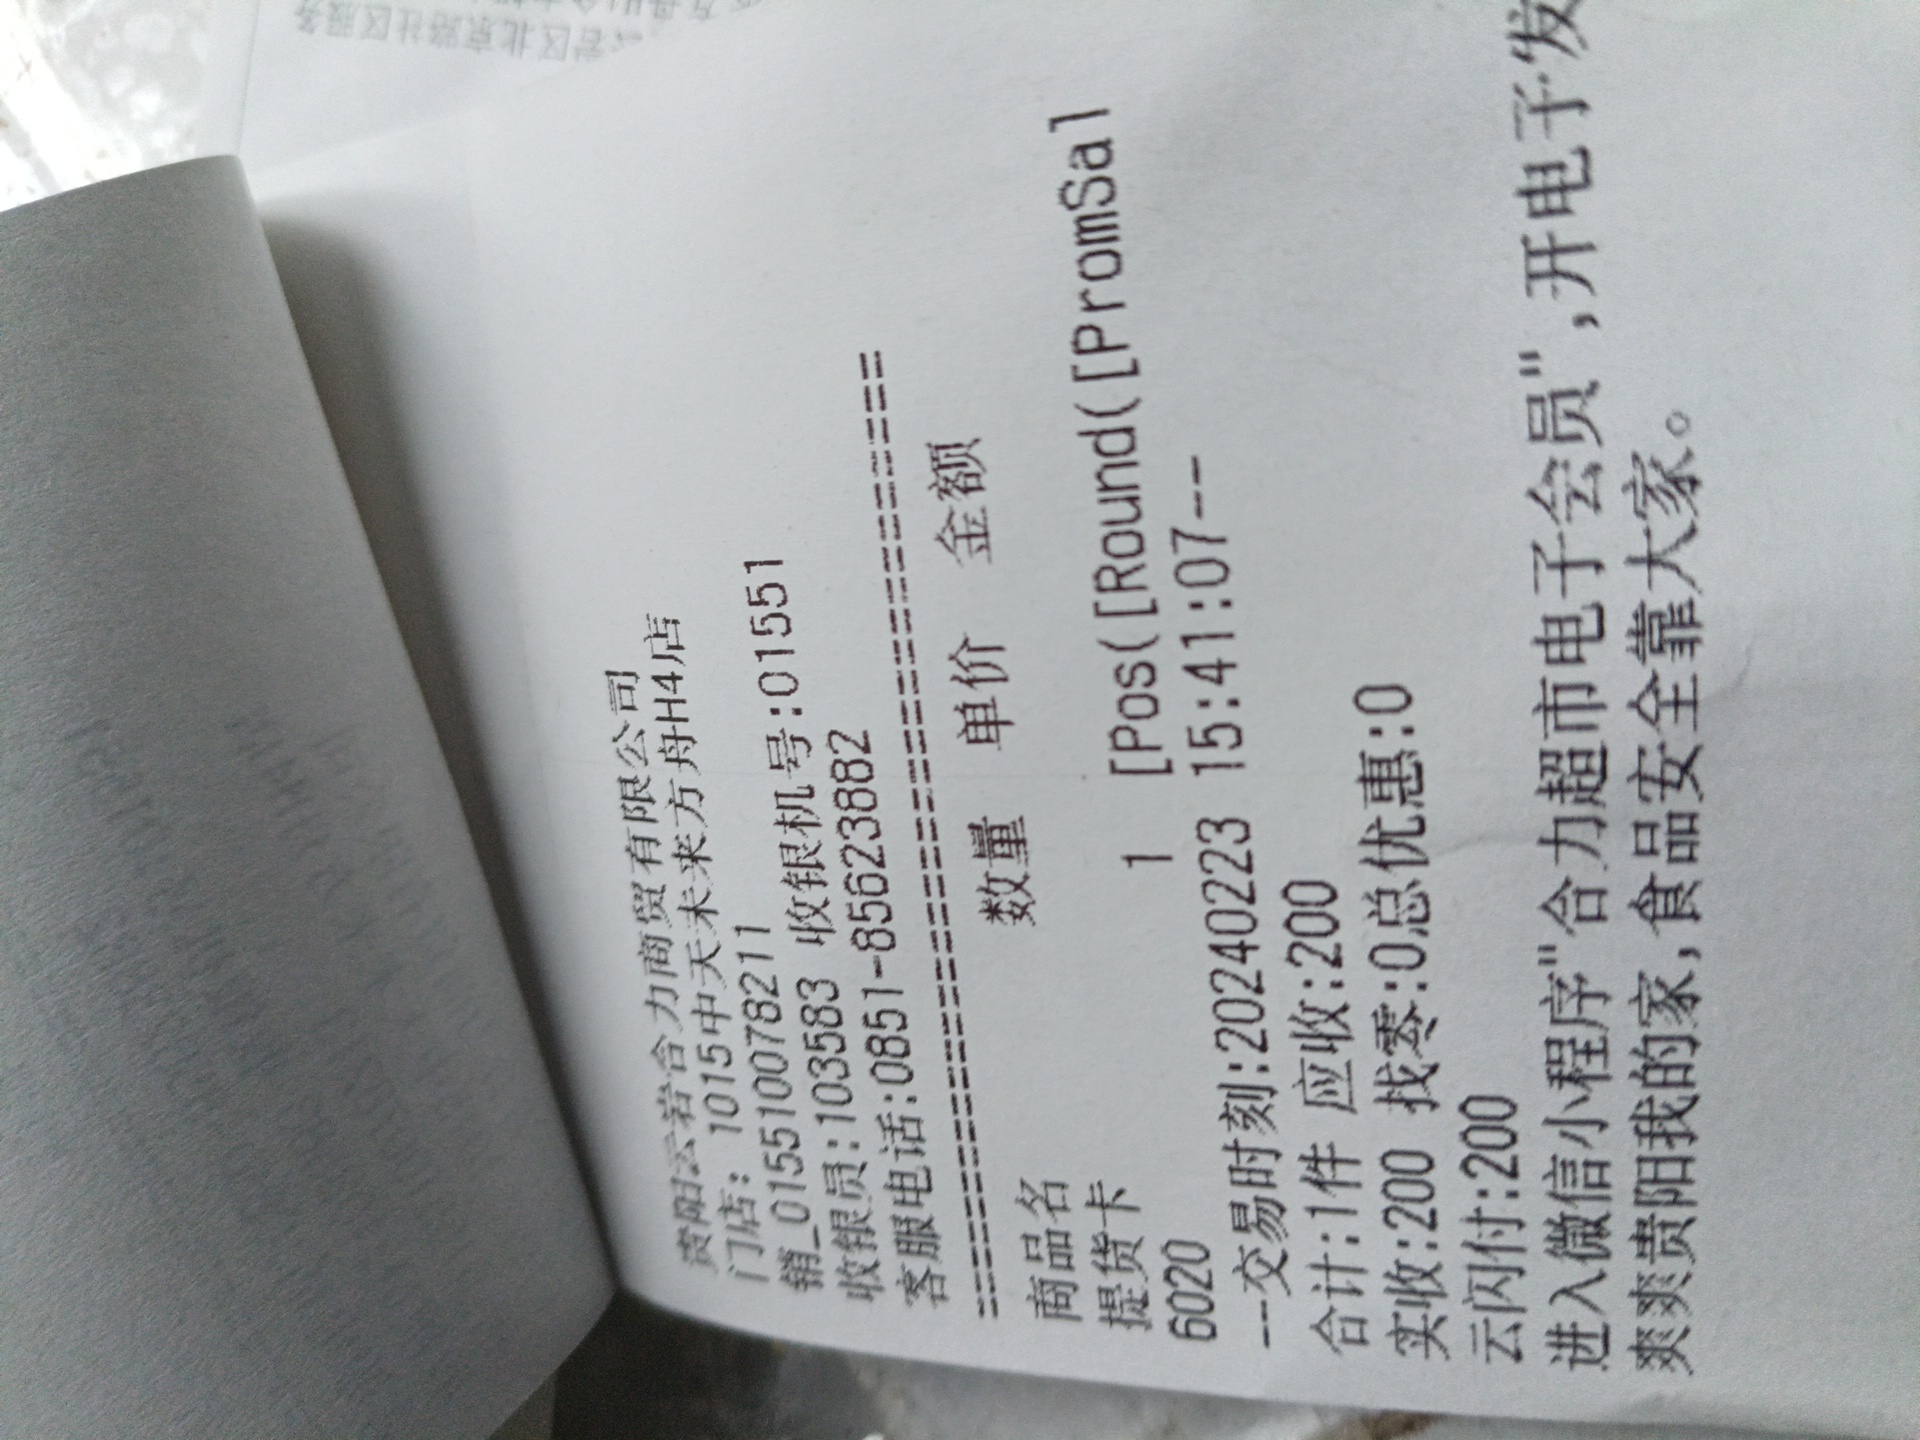 贵阳云岩合力商贸有限公司
门店: 1015中天未来方舟H4店
销_015510078211
收银员:103583 收银机号:01551
客服电话:0851-85623882
商品名 数量 单价 金额
提货卡
6020 1 [Pos([Round([PromSal
---交易时刻:20240223 15:41:07---
合计:1件 应收:200
实收:200 找零:0总优惠:0
云闪付:200
进入微信小程序"合力超市电子会员",开电子发
爽爽贵阳我的家,食品安全靠大家。